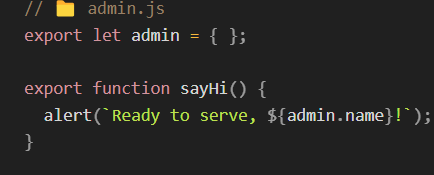 // 📁 admin.js
export let admin = { };
export function sayHi() {
alert(`Ready to serve, ${admin.name}!`);
}